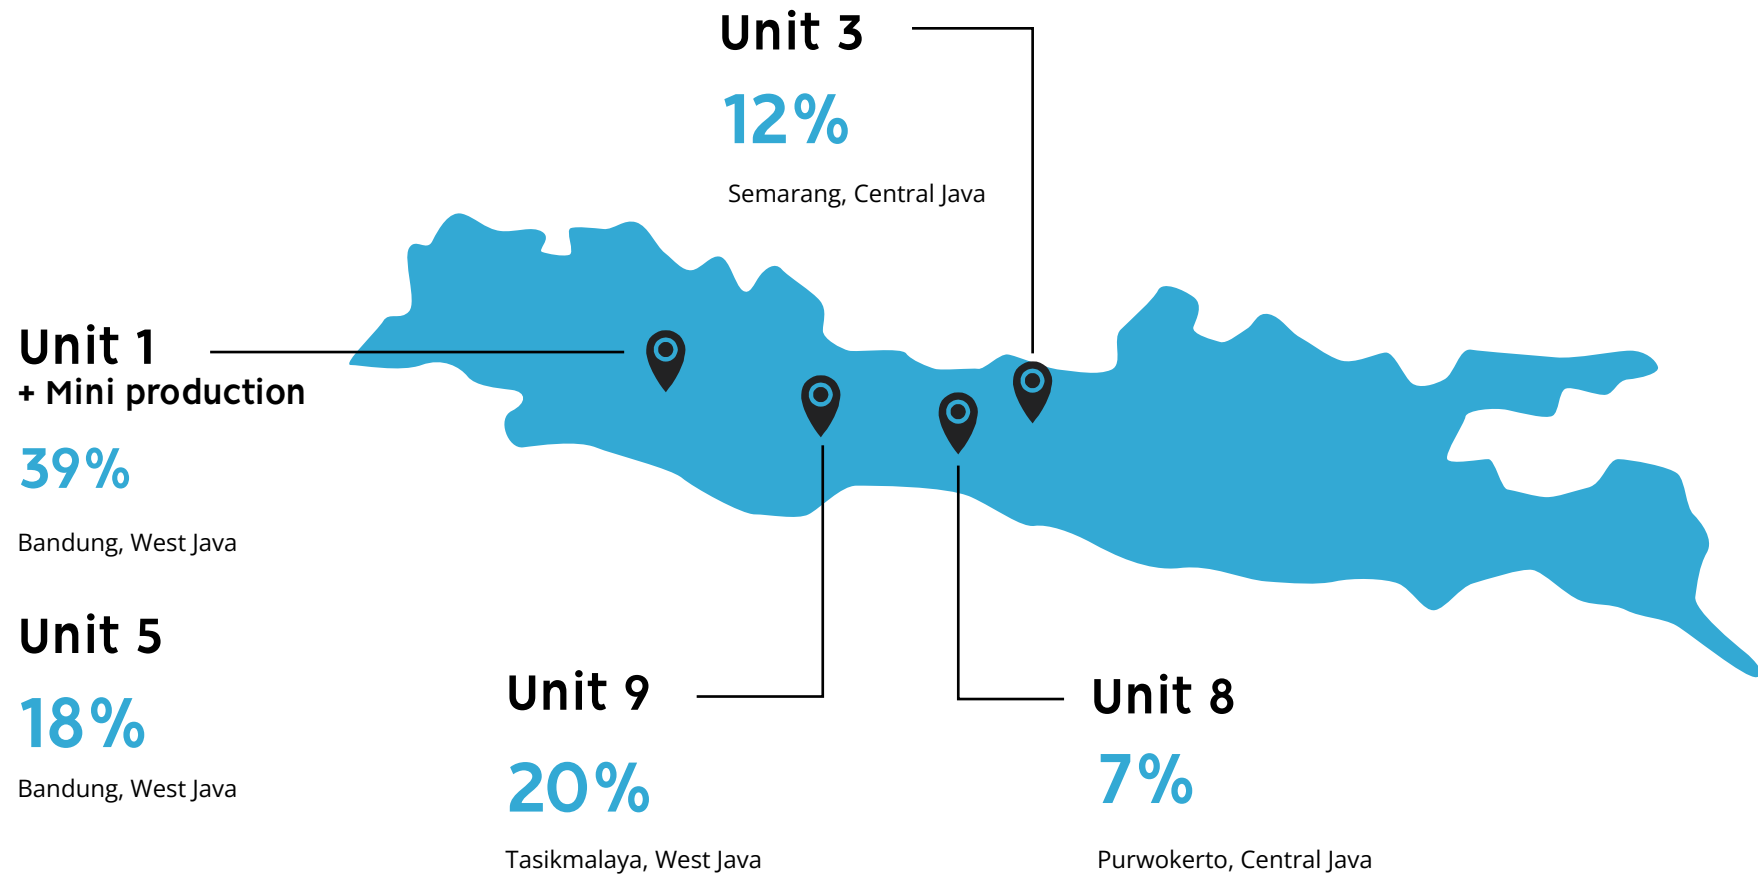 Unit 3
12%
Semarang, Central Java
Unit 1
+ Mini production
39%
Bandung, West Java
Unit 5
18%
Bandung, West Java
Unit 9
20%
Tasikmalaya, West Java
Unit 8
7%
Purwokerto, Central Java